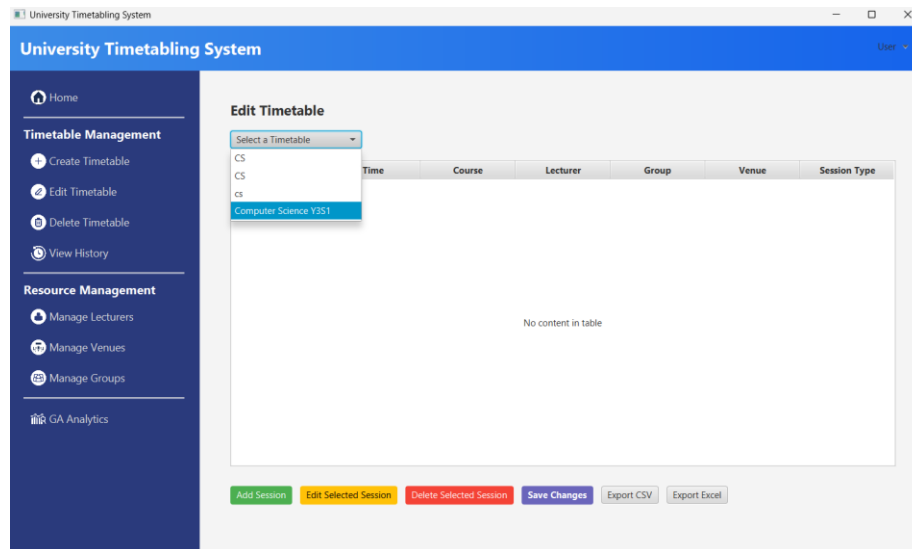 University Timetabling System
University Timetabling System
User
Home
Timetable Management
Create Timetable
Edit Timetable
Delete Timetable
View History
Resource Management
Manage Lecturers
Manage Venues
Manage Groups
GA Analytics
Edit Timetable
Select a Timetable
CS
CS
cs
Computer Science Y3S1
Time Course Lecturer Group Venue Session Type
No content in table
Add Session Edit Selected Session Delete Selected Session Save Changes Export CSV Export Excel